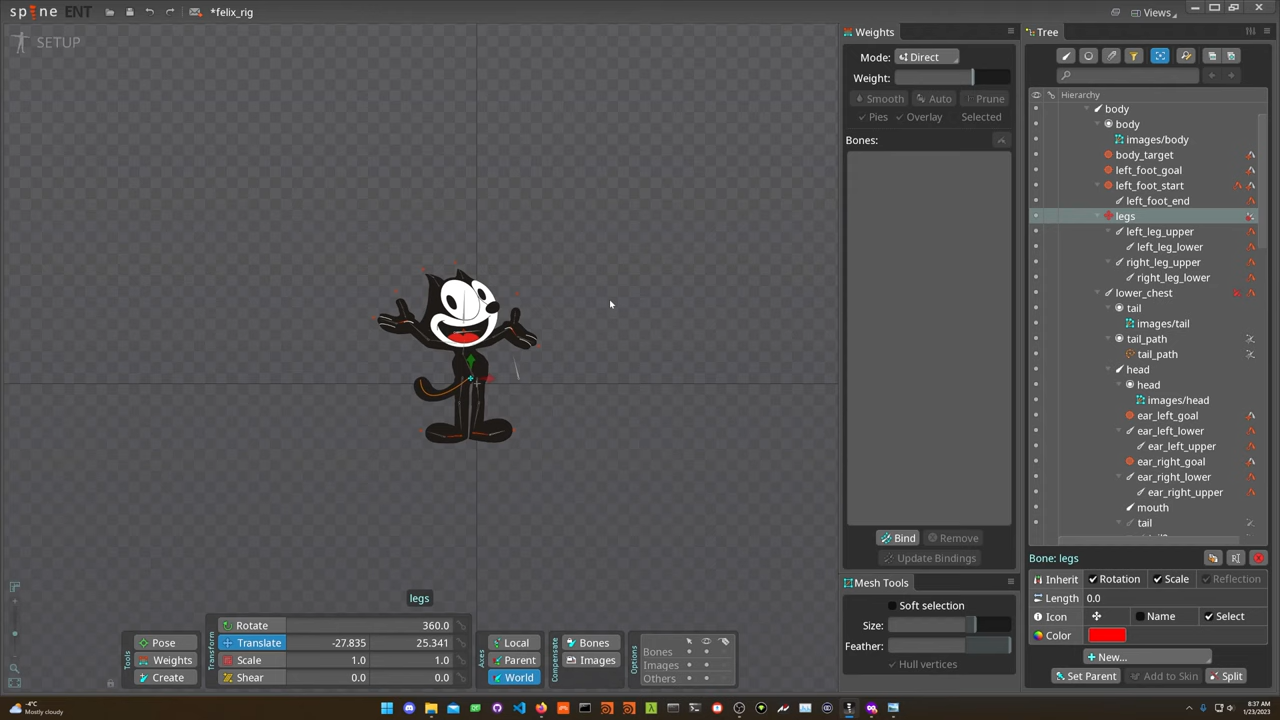 spine ENT
*felix_rig
Views
SETUP
Weights
Mode: Direct
Weight:
Smooth Auto Prune
Pies Overlay Selected
Bones:
Bind Remove
Update Bindings
Mesh Tools
Soft selection
Size:
Feather:
Hull vertices
Tree
Hierarchy
body
body
images/body
body_target
left_foot_goal
left_foot_start
left_foot_end
legs
left_leg_upper
left_leg_lower
right_leg_upper
right_leg_lower
lower_chest
tail
images/tail
tail_path
tail_path
head
head
images/head
ear_left_goal
ear_left_lower
ear_left_upper
ear_right_goal
ear_right_lower
ear_right_upper
mouth
tail
Bone: legs
Inherit Rotation Scale Reflection
Length 0.0
Icon Name Select
Color
New...
Set Parent Add to Skin Split
legs
Tools
Pose
Weights
Create
Transform
Rotate 360.0
Translate -27.835 25.341
Scale 1.0 1.0
Shear 0.0 0.0
Axes
Local
Parent
World
Compensate
Bones
Images
Options
Bones
Images
Others
-4°C
Mostly cloudy
8:37 AM
1/23/2023